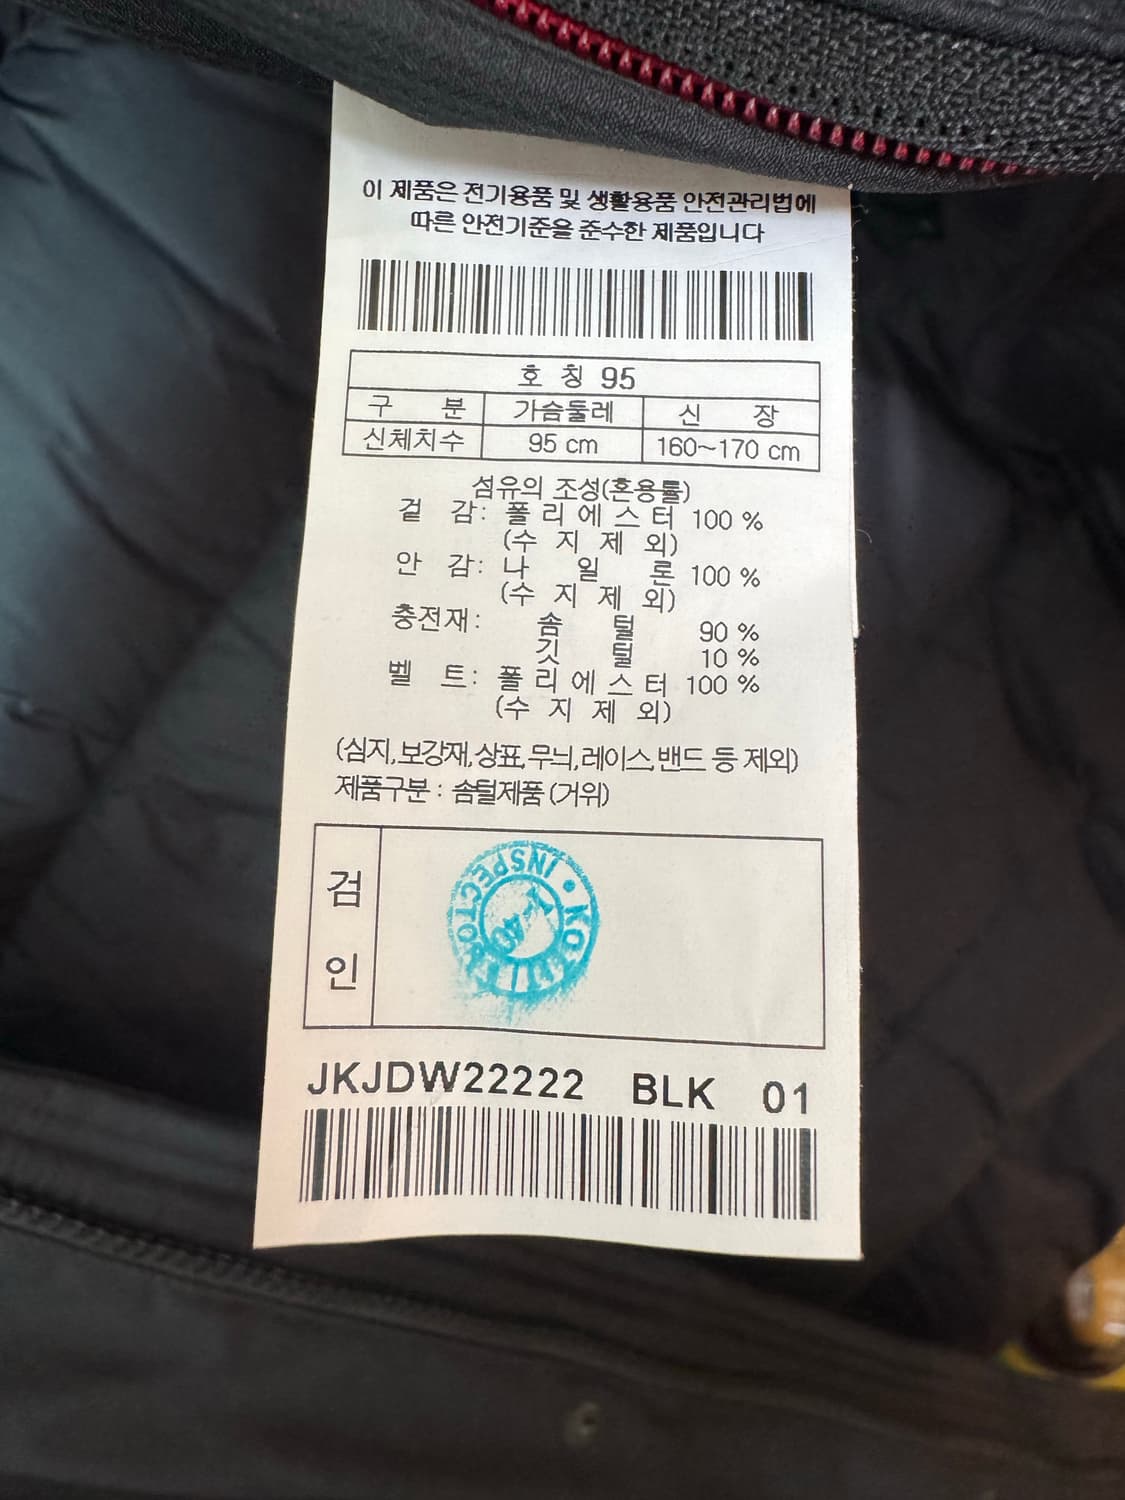 이 제품은 전기용품 및 생활용품 안전관리법에
따른 안전기준을 준수한 제품입니다
호 칭 95
구 분 가슴둘레 신 장
신체치수 95 cm 160~170 cm
섬유의 조성(혼용률)
겉 감: 폴 리 에 스 터 100 %
(수 지 제 외)
안 감: 나 일 론 100 %
(수 지 제 외)
충전재: 솜 털 90 %
깃 털 10 %
벨 트: 폴 리 에 스 터 100 %
(수 지 제 외)
(심지,보강재,상표,무늬,레이스,밴드 등 제외)
제품구분 : 솜털제품 (거위)
검
인
KOTITI • INSPECTO
40
JKJDW22222 BLK 01